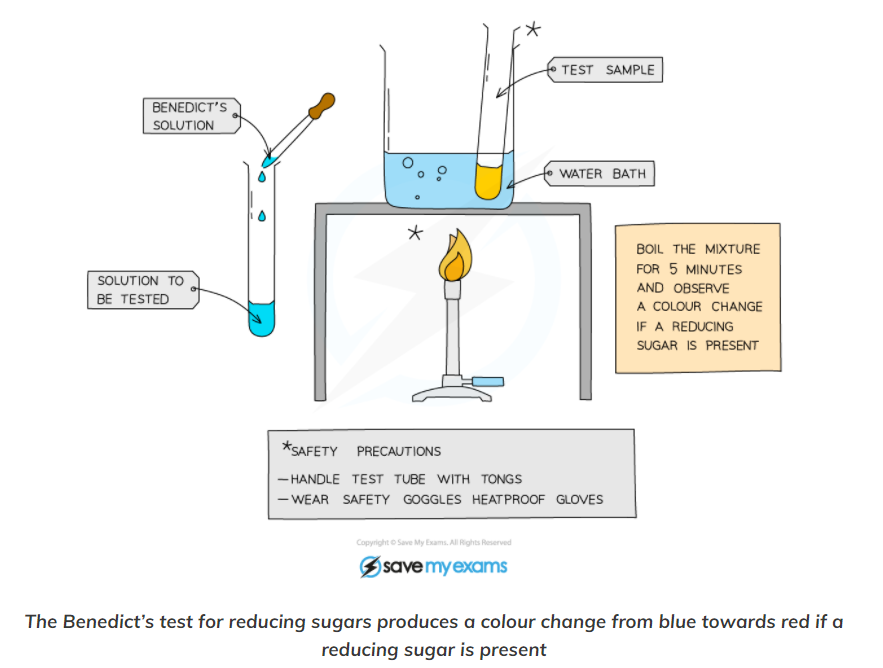 BENEDICT'S
SOLUTION
TEST SAMPLE
WATER BATH
SOLUTION TO
BE TESTED
BOIL THE MIXTURE
FOR 5 MINUTES
AND OBSERVE
A COLOUR CHANGE
IF A REDUCING
SUGAR IS PRESENT
*SAFETY PRECAUTIONS
– HANDLE TEST TUBE WITH TONGS
– WEAR SAFETY GOGGLES HEATPROOF GLOVES
Copyright © Save My Exams. All Rights Reserved
savemyexams
The Benedict's test for reducing sugars produces a colour change from blue towards red if a
reducing sugar is present